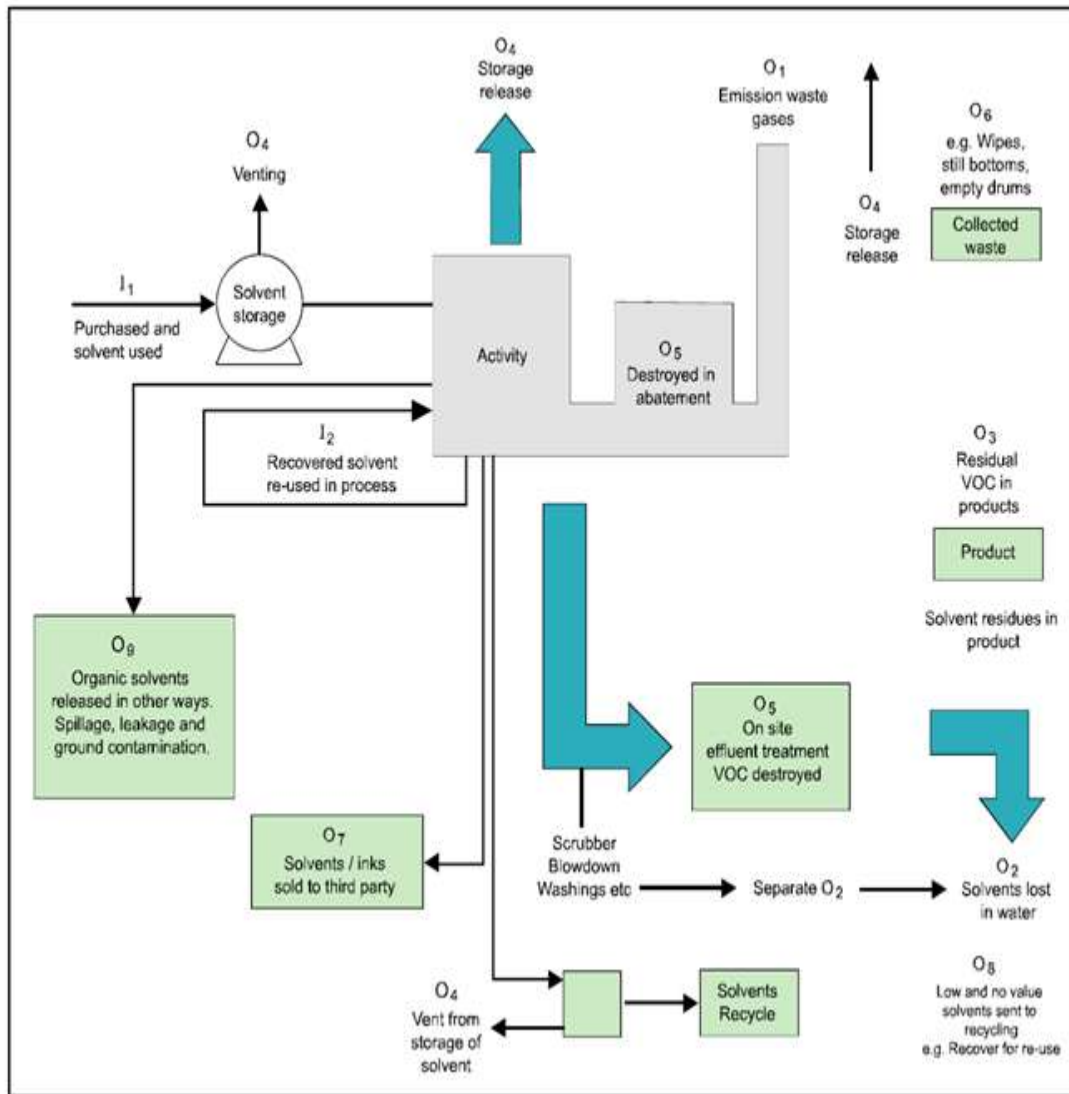 O4
Storage
release
O1
Emission waste
gases
O6
e.g. Wipes,
still bottoms,
empty drums
Collected
waste
O4
Storage
release
O4
Venting
I1
Purchased and
solvent used
Solvent
storage
Activity
O5
Destroyed in
abatement
I2
Recovered solvent
re-used in process
O3
Residual
VOC in
products
Product
Solvent residues in
product
O9
Organic solvents
released in other ways.
Spillage, leakage and
ground contamination.
O5
On site
effluent treatment
VOC destroyed
O7
Solvents / inks
sold to third party
Scrubber
Blowdown
Washings etc
Separate O2
O2
Solvents lost
in water
O4
Vent from
storage of
solvent
Solvents
Recycle
O8
Low and no value
solvents sent to
recycling
e.g. Recover for re-use